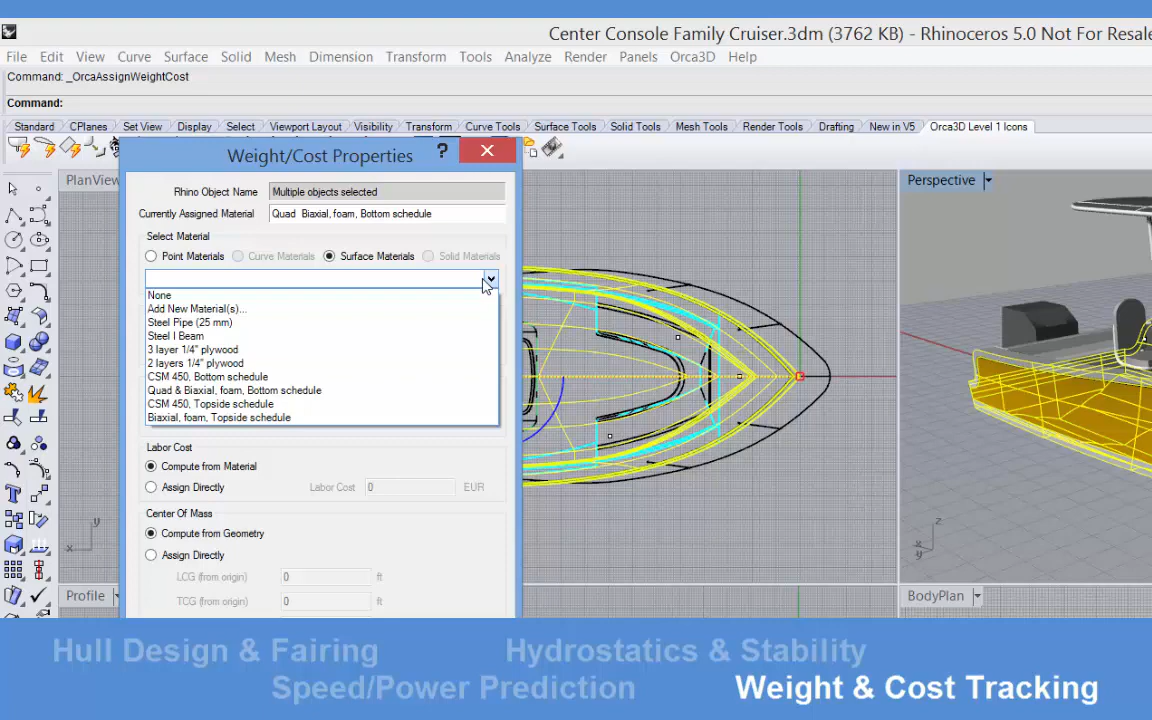 Center Console Family Cruiser.3dm (3762 KB) - Rhinoceros 5.0 Not For Resale
File Edit View Curve Surface Solid Mesh Dimension Transform Tools Analyze Render Panels Orca3D Help
Command: _OrcaAssignWeightCost
Command:
Standard CPlanes Set View Display Select Viewport Layout Visibility Transform Curve Tools Surface Tools Solid Tools Mesh Tools Render Tools Drafting New in V5 Orca3D Level 1 Icons
Weight/Cost Properties ?
PlanView
Perspective
Rhino Object Name Multiple objects selected
Currently Assigned Material Quad Biaxial, foam, Bottom schedule
Select Material
Point Materials Curve Materials Surface Materials Solid Materials
None
Add New Material(s)...
Steel Pipe (25 mm)
Steel I Beam
3 layer 1/4" plywood
2 layers 1/4" plywood
CSM 450, Bottom schedule
Quad & Biaxial, foam, Bottom schedule
CSM 450, Topside schedule
Biaxial, foam, Topside schedule
Labor Cost
Compute from Material
Assign Directly Labor Cost 0 EUR
Center Of Mass
Compute from Geometry
Assign Directly
LCG (from origin) 0 ft
TCG (from origin) 0 ft
y
x
z
x
y
Profile
BodyPlan
Hull Design & Fairing Hydrostatics & Stability
Speed/Power Prediction Weight & Cost Tracking